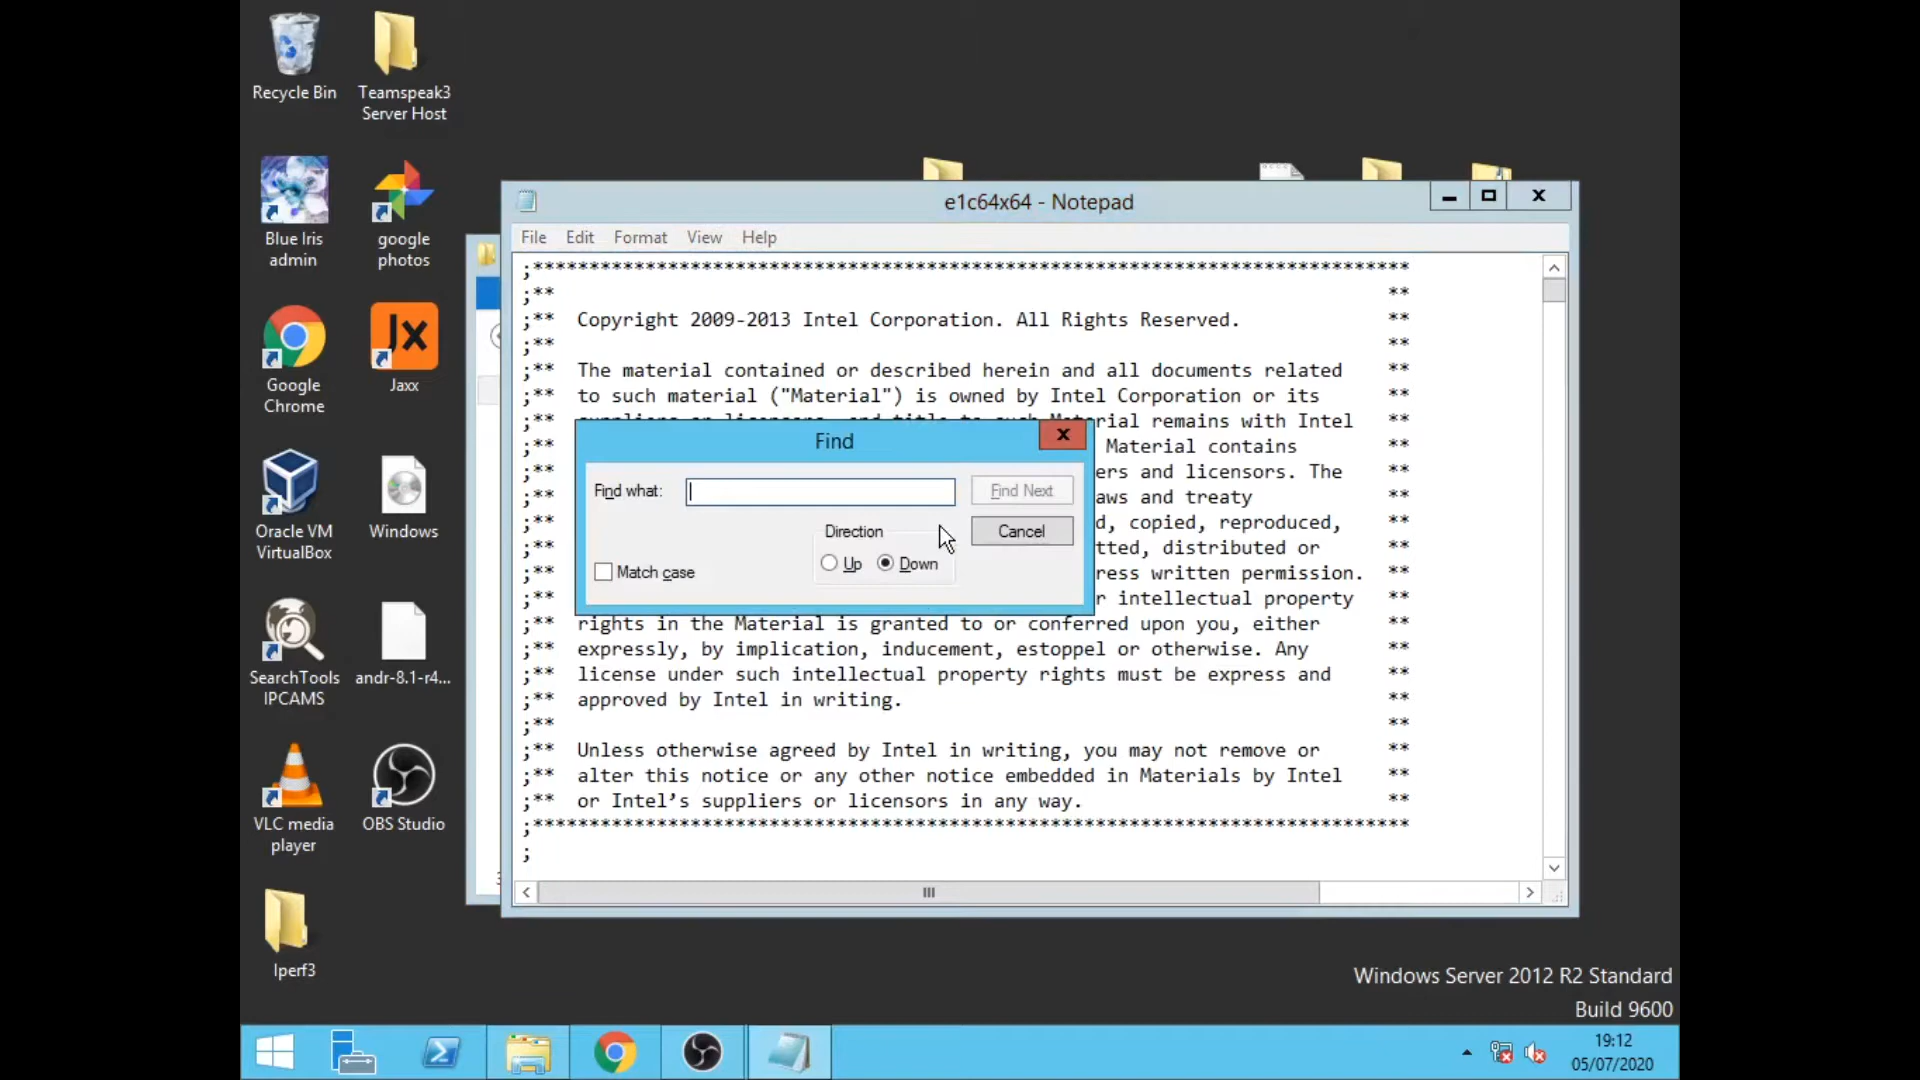 Recycle Bin
Teamspeak3
Server Host
Blue Iris
admin
google
photos
Google
Chrome
Jx
Jaxx
Oracle VM
VirtualBox
Windows
SearchTools
IPCAMS
andr-8.1-r4...
VLC media
player
OBS Studio
Iperf3
e1c64x64 - Notepad
File Edit Format View Help
;******************************************************************************
;** **
;** Copyright 2009-2013 Intel Corporation. All Rights Reserved. **
;** **
;** The material contained or described herein and all documents related **
;** to such material ("Material") is owned by Intel Corporation or its **
;** suppliers or licensors, and title to such Material remains with Intel **
;** Material contains **
;** ers and licensors. The **
;** aws and treaty **
;** d, copied, reproduced, **
;** tted, distributed or **
;** ress written permission. **
;** r intellectual property **
;** rights in the Material is granted to or conferred upon you, either **
;** expressly, by implication, inducement, estoppel or otherwise. Any **
;** license under such intellectual property rights must be express and **
;** approved by Intel in writing. **
;** **
;** Unless otherwise agreed by Intel in writing, you may not remove or **
;** alter this notice or any other notice embedded in Materials by Intel **
;** or Intel’s suppliers or licensors in any way. **
;******************************************************************************
;
Find
Find what:
Find Next
Direction
Cancel
Up Down
Match case
Windows Server 2012 R2 Standard
Build 9600
19:12
05/07/2020